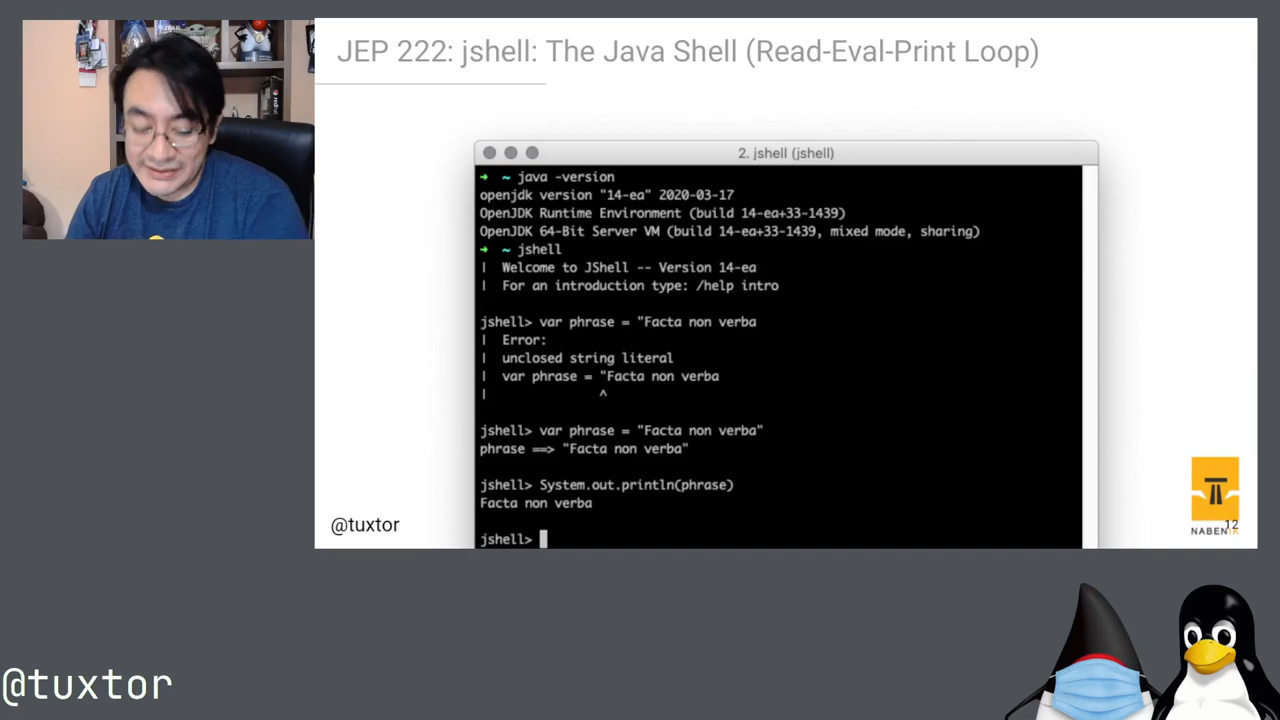 JEP 222: jshell: The Java Shell (Read-Eval-Print Loop)
2. jshell (jshell)
➜ ~ java -version
openjdk version "14-ea" 2020-03-17
OpenJDK Runtime Environment (build 14-ea+33-1439)
OpenJDK 64-Bit Server VM (build 14-ea+33-1439, mixed mode, sharing)
➜ ~ jshell
| Welcome to JShell -- Version 14-ea
| For an introduction type: /help intro
jshell> var phrase = "Facta non verba
| Error:
| unclosed string literal
| var phrase = "Facta non verba
| ^
jshell> var phrase = "Facta non verba"
phrase ==> "Facta non verba"
jshell> System.out.println(phrase)
Facta non verba
jshell>
@tuxtor
12
@tuxtor